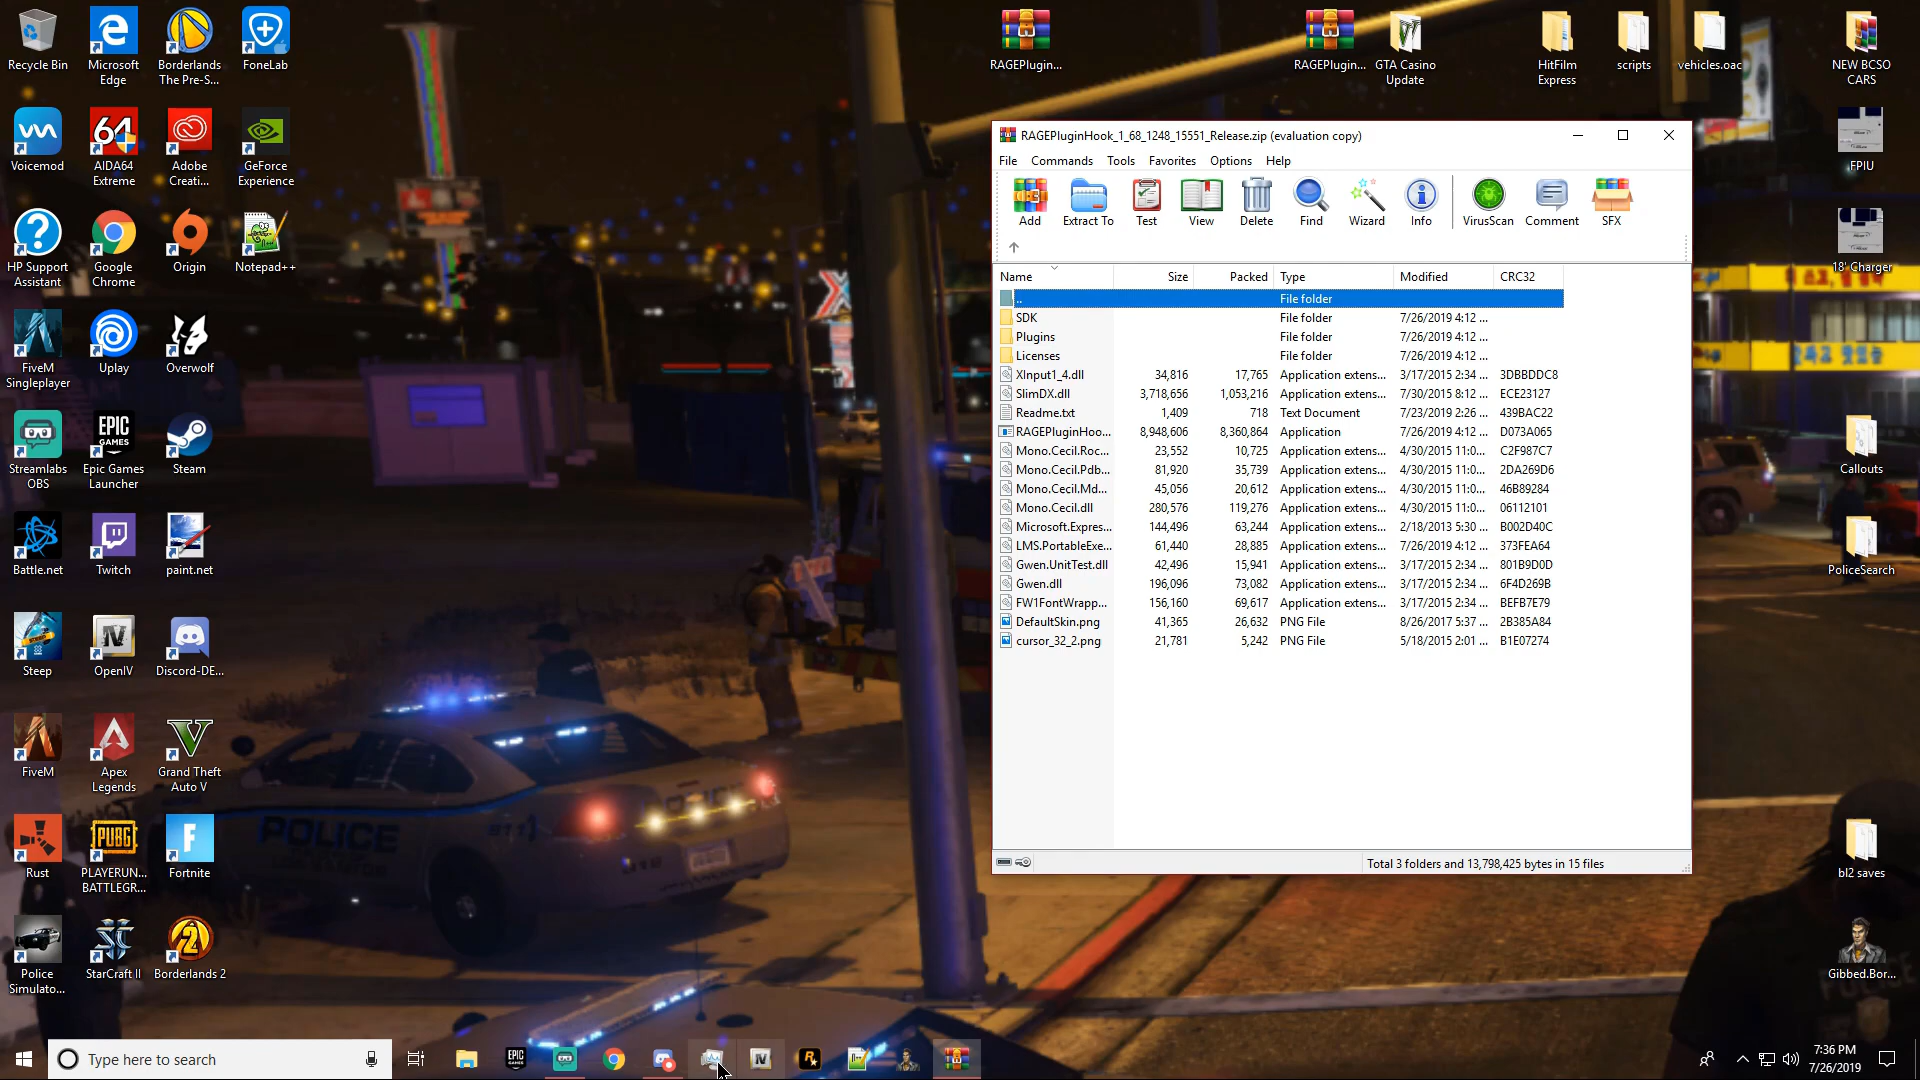 Recycle Bin
Microsoft Edge
Borderlands The Pre-S...
FoneLab
Voicemod
AIDA64 Extreme
Adobe Creati...
GeForce Experience
HP Support Assistant
Google Chrome
Origin
Notepad++
FiveM Singleplayer
Uplay
Overwolf
Streamlabs OBS
Epic Games Launcher
Steam
Battle.net
Twitch
paint.net
Steep
OpenIV
Discord-DE...
FiveM
Apex Legends
Grand Theft Auto V
Rust
PLAYERUN... BATTLEGR...
Fortnite
Police Simulato...
StarCraft II
Borderlands 2
RAGEPlugin...
RAGEPlugin...
GTA Casino Update
HitFilm Express
scripts
vehicles.oac
NEW BCSO CARS
FPIU
18' Charger
Callouts
PoliceSearch
bl2 saves
Gibbed.Bor...
RAGEPluginHook_1_68_1248_15551_Release.zip (evaluation copy)
File Commands Tools Favorites Options Help
Add Extract To Test View Delete Find Wizard Info VirusScan Comment SFX
Name Size Packed Type Modified CRC32
.. File folder
SDK File folder 7/26/2019 4:12 ...
Plugins File folder 7/26/2019 4:12 ...
Licenses File folder 7/26/2019 4:12 ...
XInput1_4.dll 34,816 17,765 Application extens... 3/17/2015 2:34 ... 3DBBDDC8
SlimDX.dll 3,718,656 1,053,216 Application extens... 7/30/2015 8:12 ... ECE23127
Readme.txt 1,409 718 Text Document 7/23/2019 2:26 ... 439BAC22
RAGEPluginHoo... 8,948,606 8,360,864 Application 7/26/2019 4:12 ... D073A065
Mono.Cecil.Roc... 23,552 10,725 Application extens... 4/30/2015 11:0... C2F987C7
Mono.Cecil.Pdb... 81,920 35,739 Application extens... 4/30/2015 11:0... 2DA269D6
Mono.Cecil.Md... 45,056 20,612 Application extens... 4/30/2015 11:0... 46B89284
Mono.Cecil.dll 280,576 119,276 Application extens... 4/30/2015 11:0... 06112101
Microsoft.Expres... 144,496 63,244 Application extens... 2/18/2013 5:30 ... B002D40C
LMS.PortableExe... 61,440 28,885 Application extens... 7/26/2019 4:12 ... 373FEA64
Gwen.UnitTest.dll 42,496 15,941 Application extens... 3/17/2015 2:34 ... 801B9D0D
Gwen.dll 196,096 73,082 Application extens... 3/17/2015 2:34 ... 6F4D269B
FW1FontWrapp... 156,160 69,617 Application extens... 3/17/2015 2:34 ... BEFB7E79
DefaultSkin.png 41,365 26,632 PNG File 8/26/2017 5:37 ... 2B385A84
cursor_32_2.png 21,781 5,242 PNG File 5/18/2015 2:01 ... B1E07274
Total 3 folders and 13,798,425 bytes in 15 files
POLICE
Type here to search
7:36 PM
7/26/2019